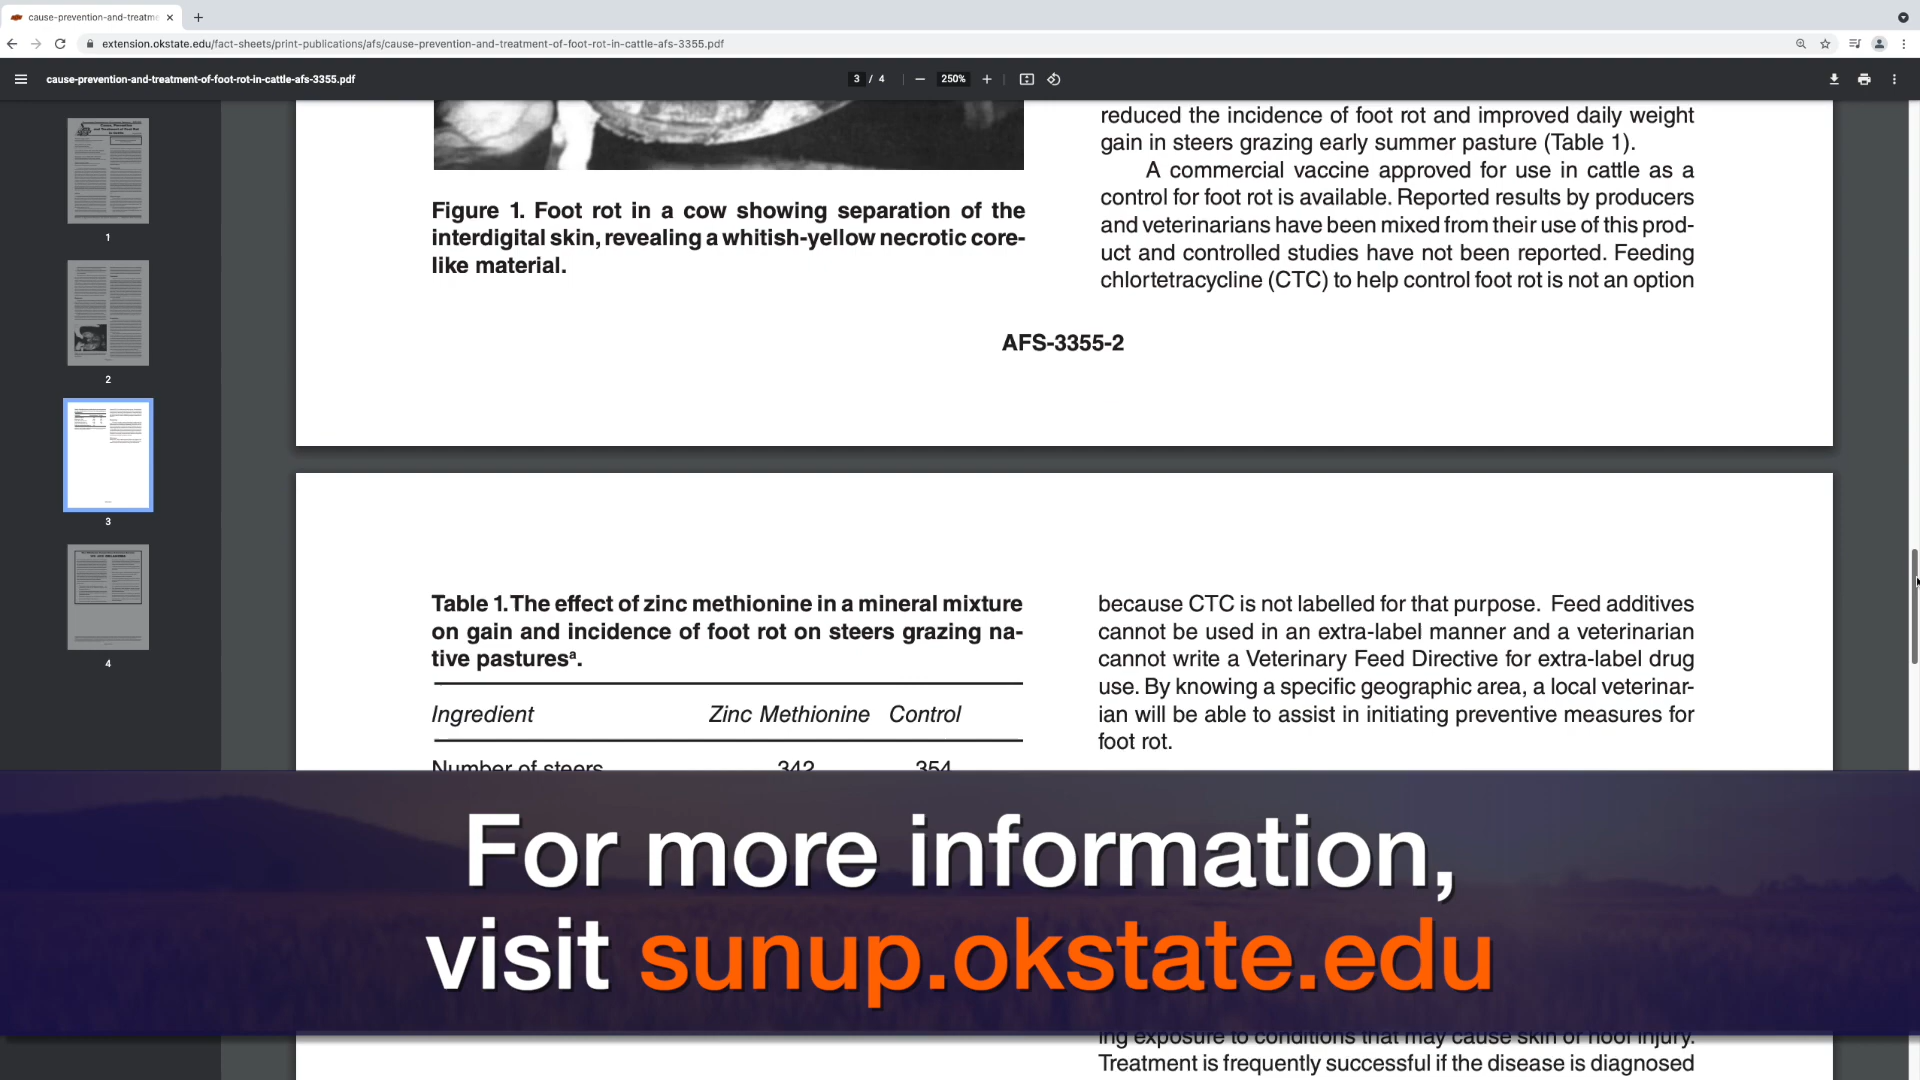 cause-prevention-and-treatme
extension.okstate.edu/fact-sheets/print-publications/afs/cause-prevention-and-treatment-of-foot-rot-in-cattle-afs-3355.pdf
cause-prevention-and-treatment-of-foot-rot-in-cattle-afs-3355.pdf
3 / 4
250%
1
2
3
4
Figure 1. Foot rot in a cow showing separation of the
interdigital skin, revealing a whitish-yellow necrotic core-
like material.
reduced the incidence of foot rot and improved daily weight
gain in steers grazing early summer pasture (Table 1).
A commercial vaccine approved for use in cattle as a
control for foot rot is available. Reported results by producers
and veterinarians have been mixed from their use of this prod-
uct and controlled studies have not been reported. Feeding
chlortetracycline (CTC) to help control foot rot is not an option
AFS-3355-2
Table 1. The effect of zinc methionine in a mineral mixture
on gain and incidence of foot rot on steers grazing na-
tive pasturesª.
Ingredient Zinc Methionine Control
Number of steers 342 354
because CTC is not labelled for that purpose. Feed additives
cannot be used in an extra-label manner and a veterinarian
cannot write a Veterinary Feed Directive for extra-label drug
use. By knowing a specific geographic area, a local veterinar-
ian will be able to assist in initiating preventive measures for
foot rot.
For more information,
visit sunup.okstate.edu
ing exposure to conditions that may cause skin or hoof injury.
Treatment is frequently successful if the disease is diagnosed